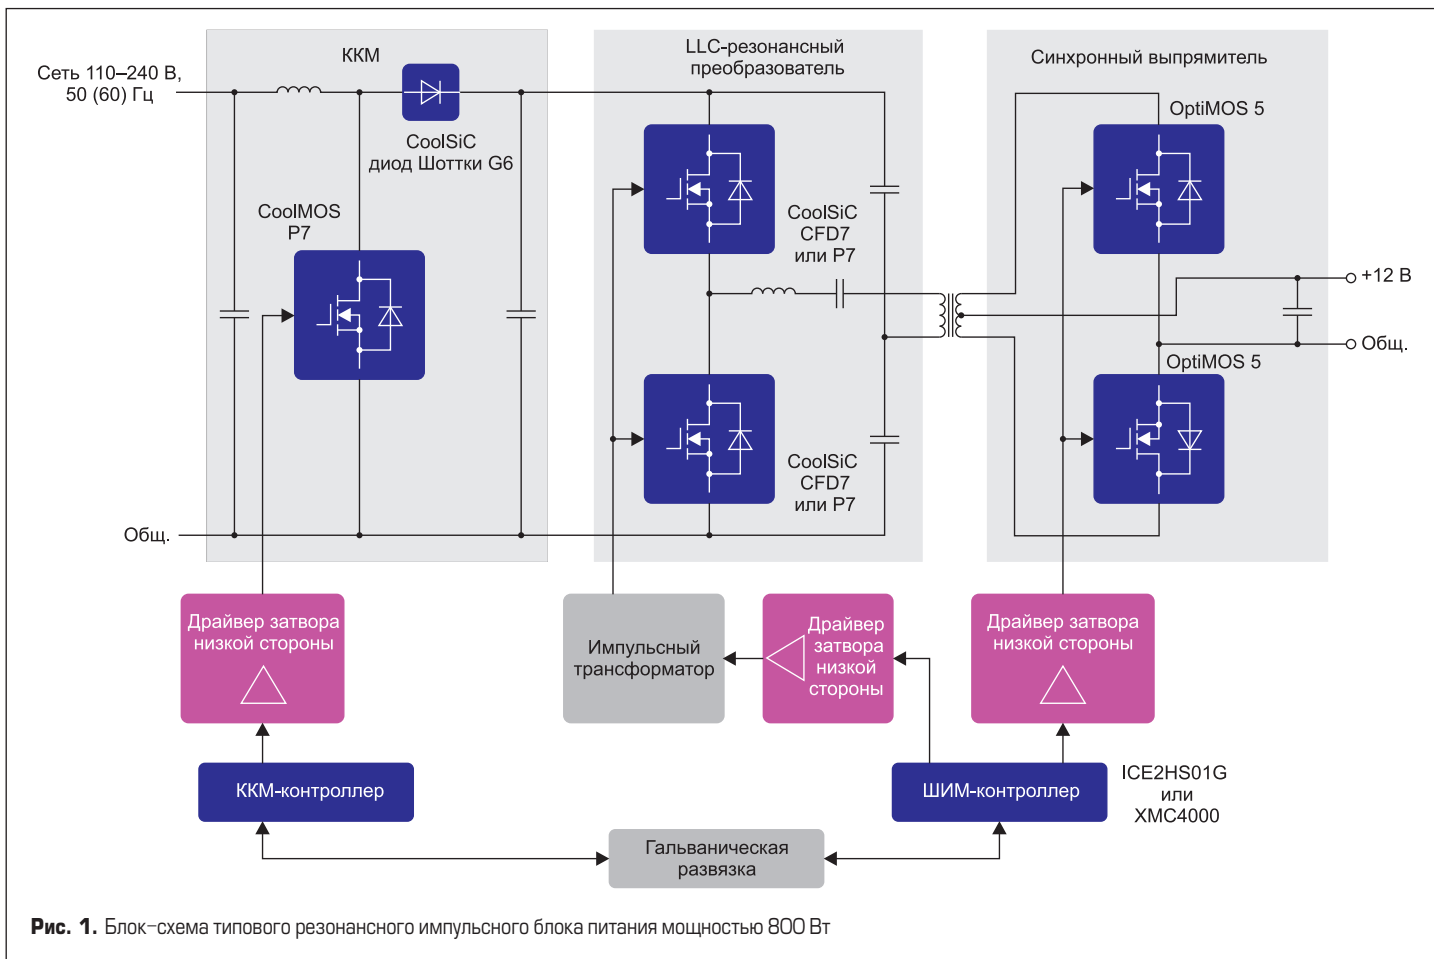 ККМ
LLC-резонансный
преобразователь
Синхронный выпрямитель
Сеть 110–240 В,
50 (60) Гц
CoolSiC
диод Шоттки G6
OptiMOS 5
CoolMOS
P7
CoolSiC
CFD7
или P7
+12 В
Общ.
OptiMOS 5
CoolSiC
CFD7
или P7
Общ.
Драйвер затвора
низкой стороны
Импульсный
трансформатор
Драйвер
затвора
низкой
стороны
Драйвер затвора
низкой стороны
ККМ-контроллер
ШИМ-контроллер
ICE2HS01G
или
XMC4000
Гальваническая
развязка
Рис. 1. Блок-схема типового резонансного импульсного блока питания мощностью 800 Вт